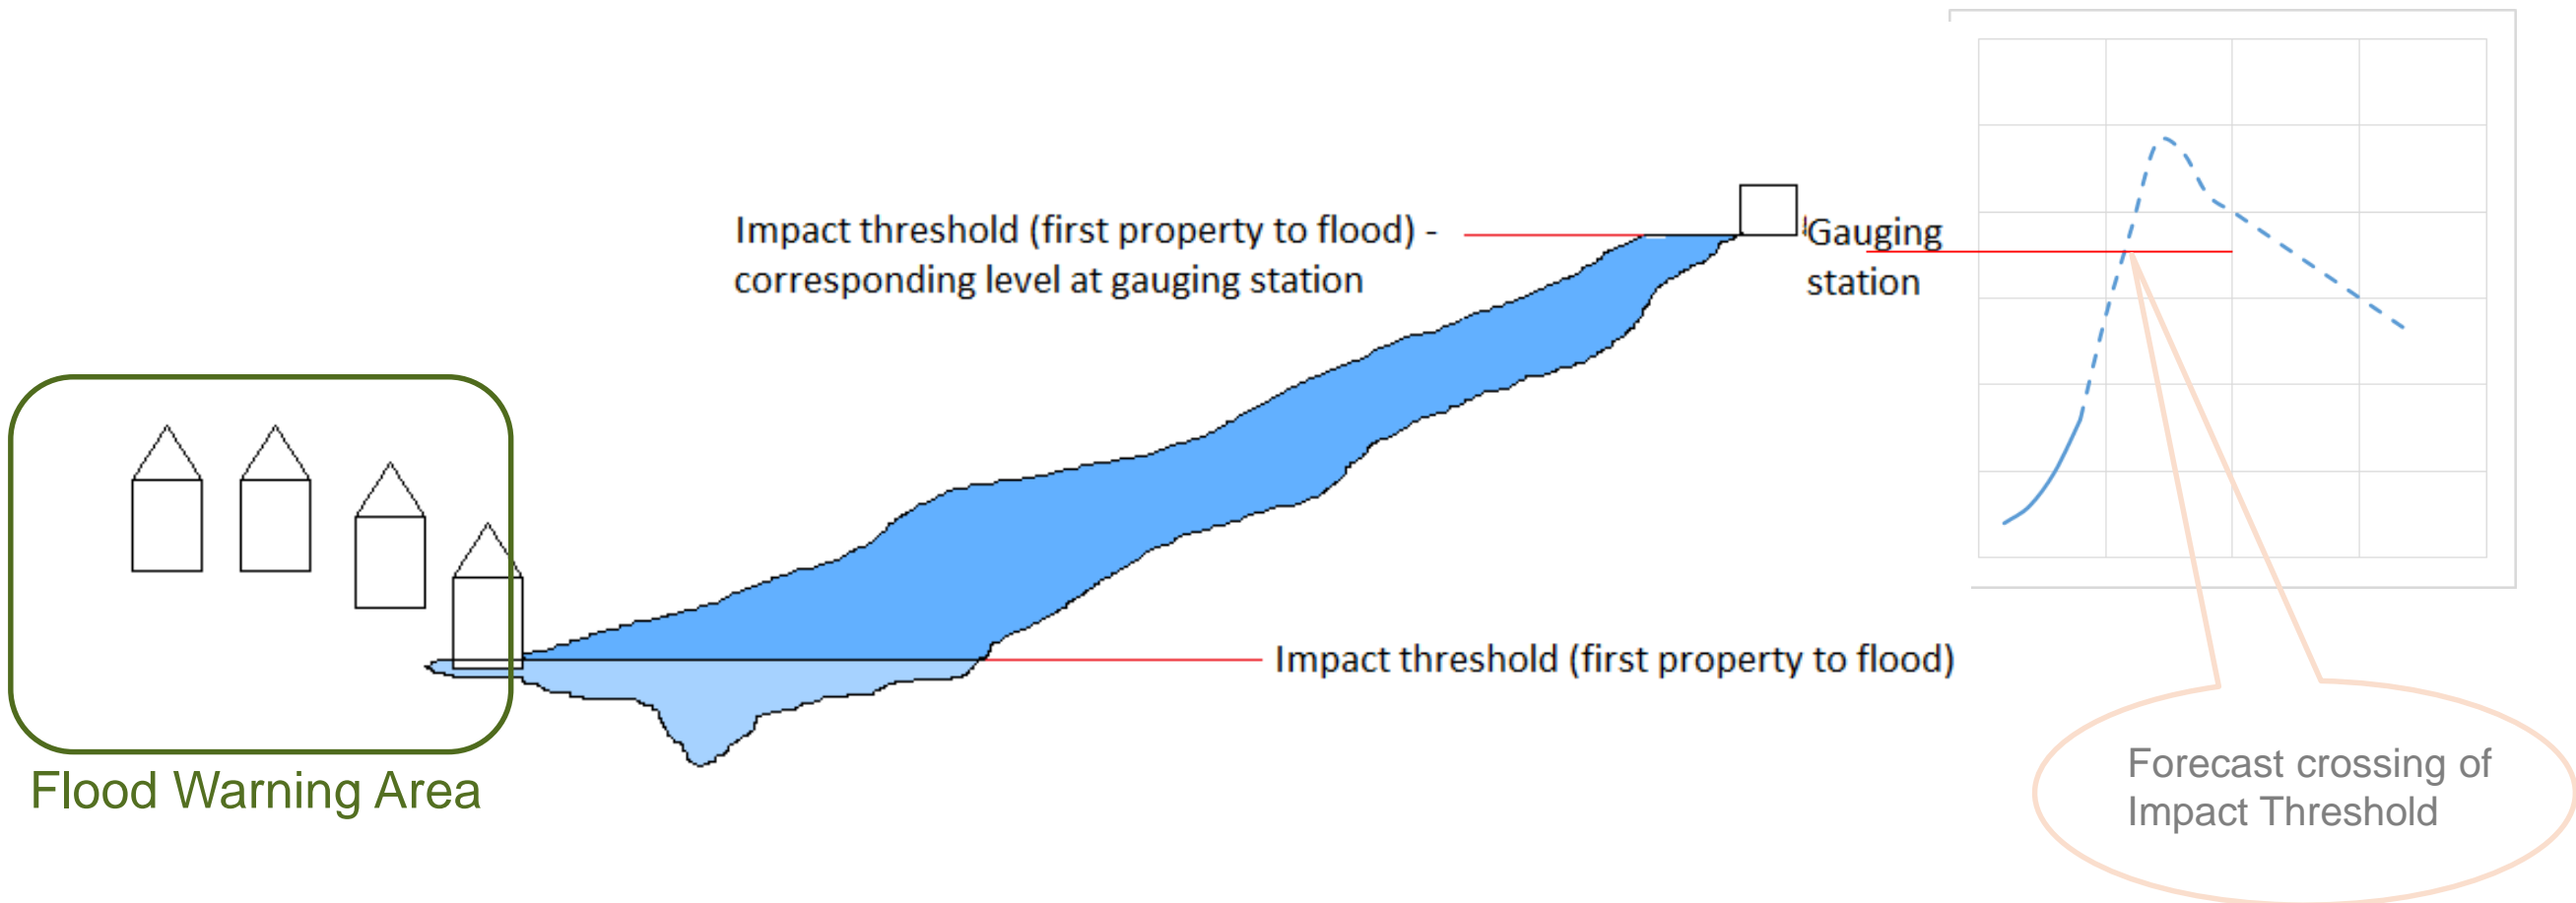 Impact threshold (first property to flood) -
corresponding level at gauging station
Gauging
station
Impact threshold (first property to flood)
Flood Warning Area
Forecast crossing of
Impact Threshold